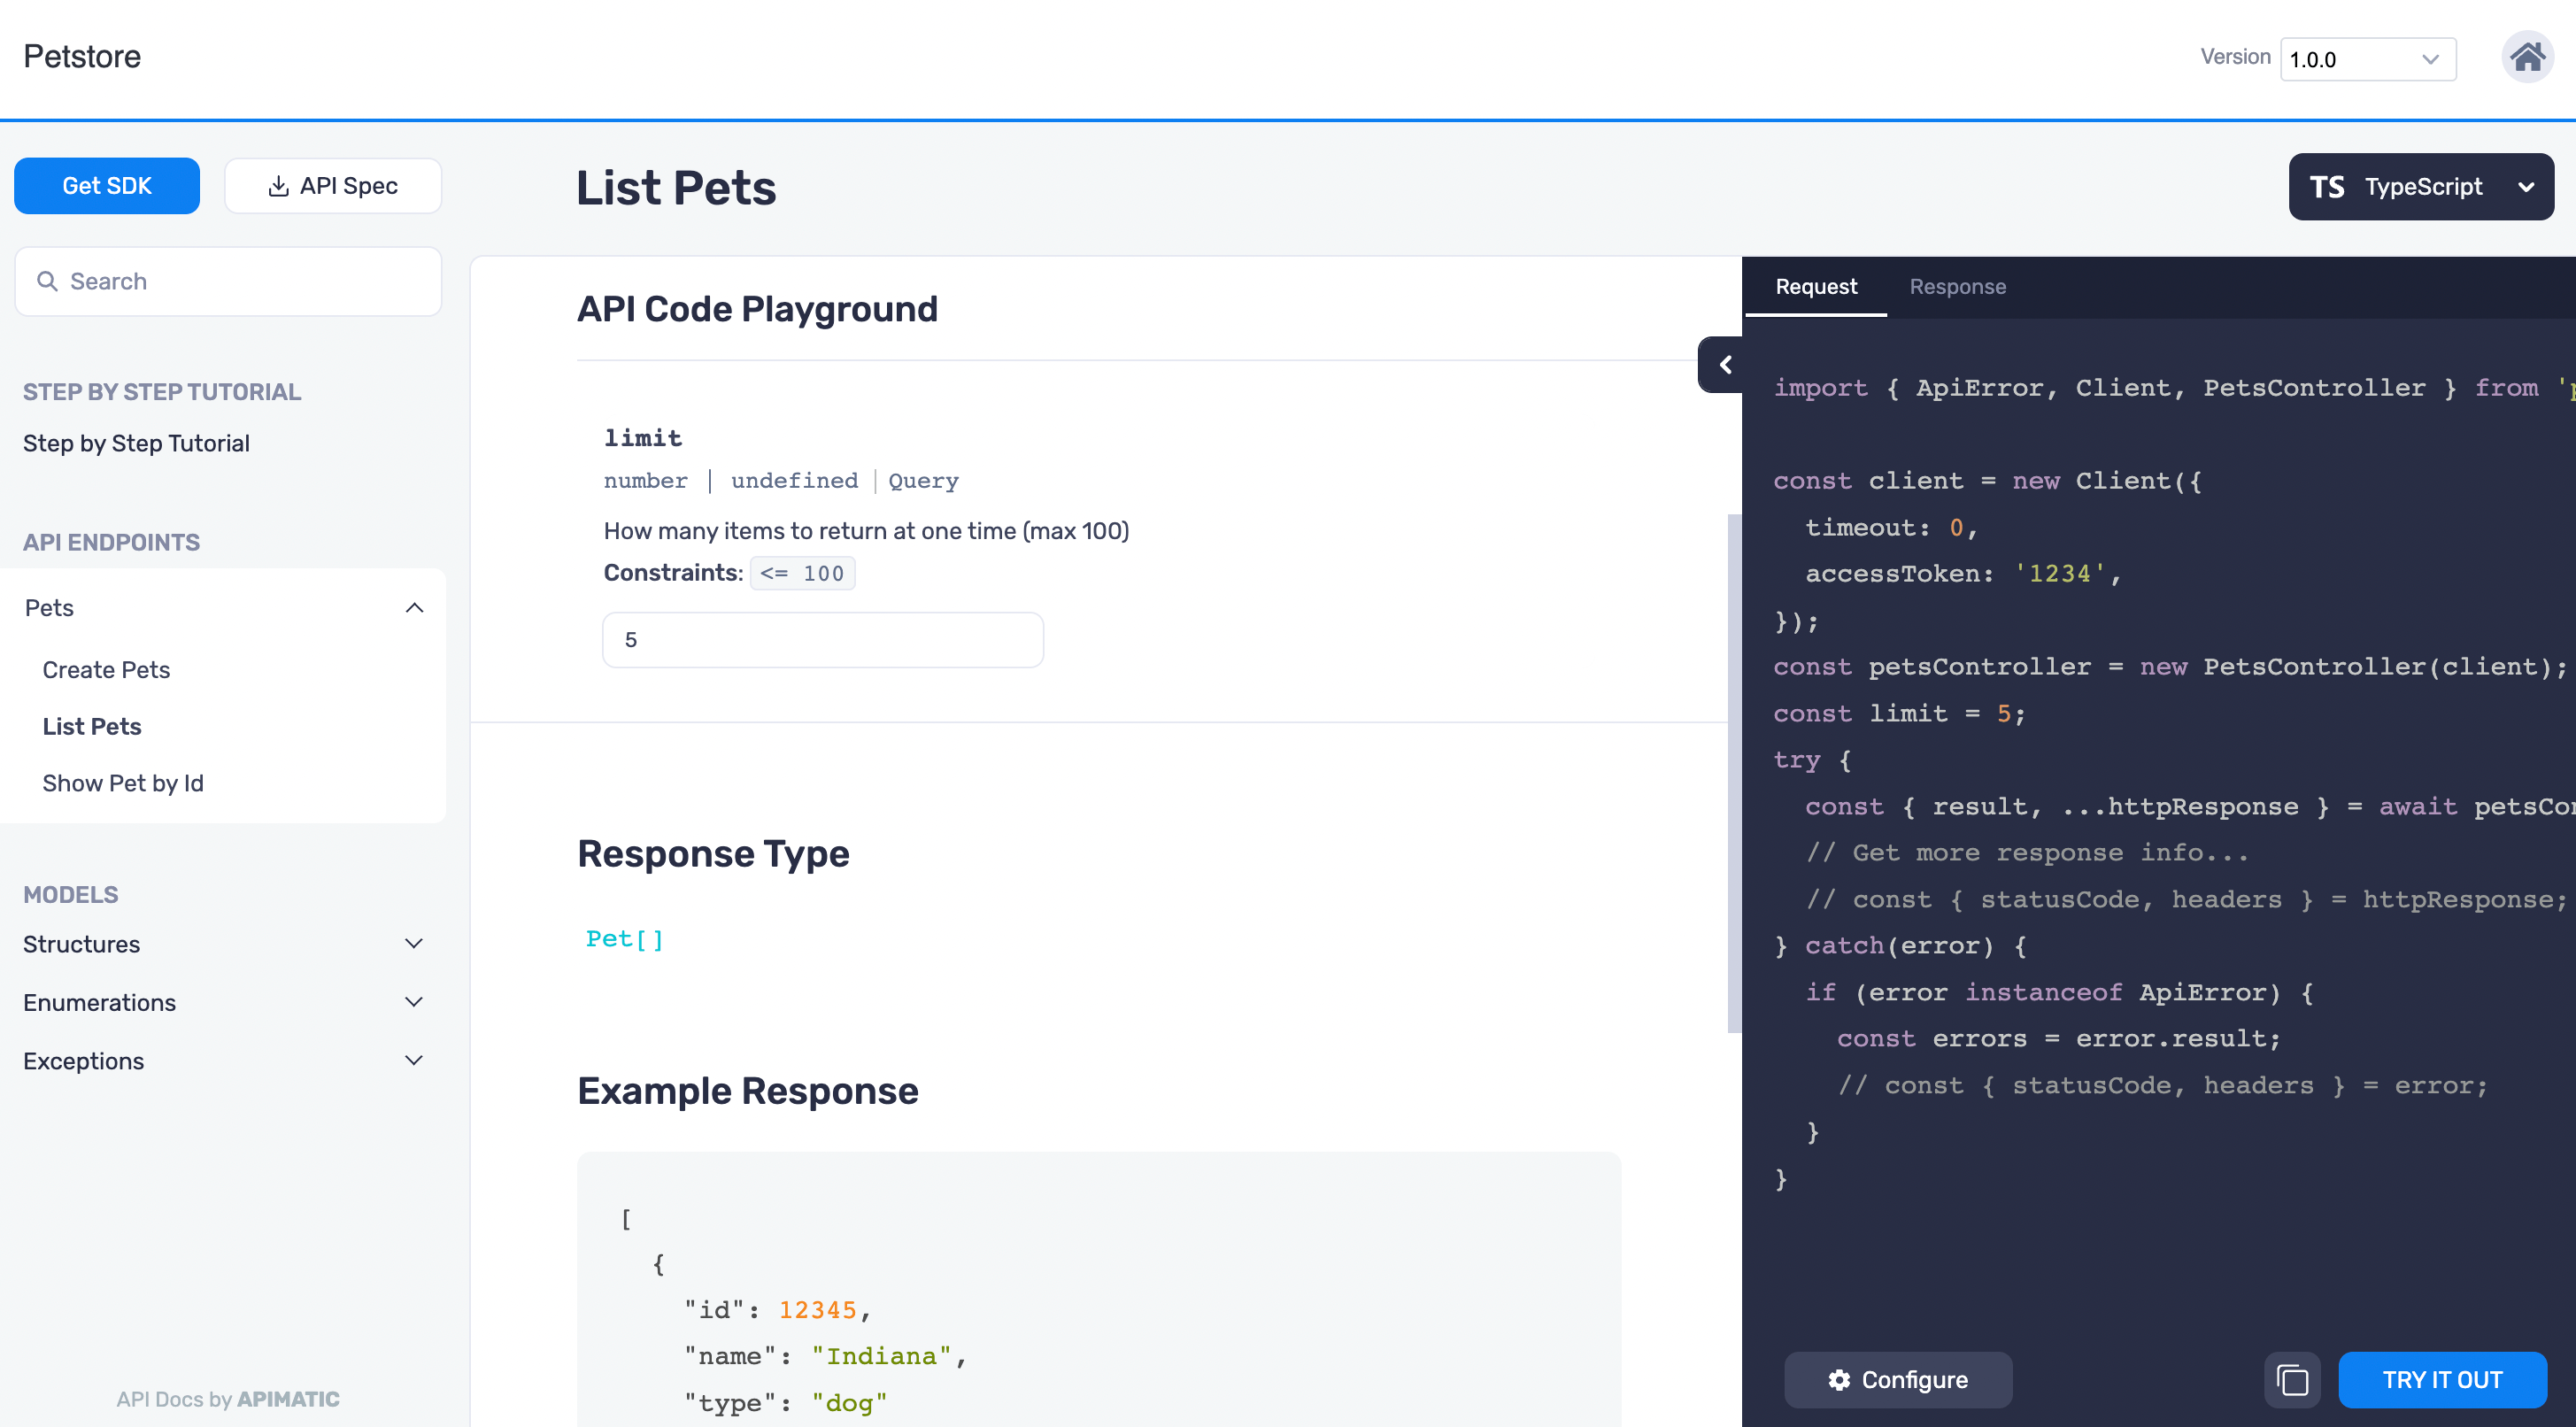 Petstore
Version 1.0.0
Get SDK
API Spec
Search
STEP BY STEP TUTORIAL
Step by Step Tutorial
API ENDPOINTS
Pets
Create Pets
List Pets
Show Pet by Id
MODELS
Structures
Enumerations
Exceptions
API Docs by APIMATIC
List Pets
TS TypeScript
API Code Playground
limit
number | undefined | Query
How many items to return at one time (max 100)
Constraints: <= 100
5
Response Type
Pet[]
Example Response
[
{
"id": 12345,
"name": "Indiana",
"type": "dog"
Request Response
import { ApiError, Client, PetsController } from '
const client = new Client({
timeout: 0,
accessToken: '1234',
});
const petsController = new PetsController(client);
const limit = 5;
try {
const { result, ...httpResponse } = await petsCo
// Get more response info...
// const { statusCode, headers } = httpResponse;
} catch(error) {
if (error instanceof ApiError) {
const errors = error.result;
// const { statusCode, headers } = error;
}
}
Configure
TRY IT OUT